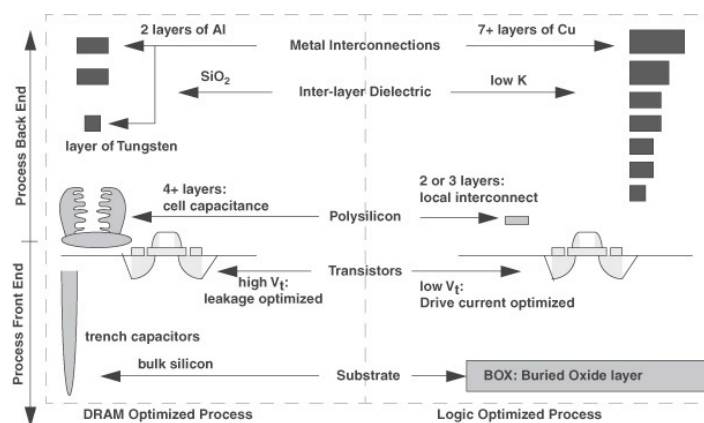 2 layers of Al
Metal Interconnections
7+ layers of Cu
SiO₂
Inter-layer Dielectric
low K
layer of Tungsten
4+ layers:
cell capacitance
Polysilicon
2 or 3 layers:
local interconnect
high Vt:
leakage optimized
Transistors
low Vt:
Drive current optimized
trench capacitors
bulk silicon
Substrate
BOX: Buried Oxide layer
DRAM Optimized Process
Logic Optimized Process
Process Back End
Process Front End